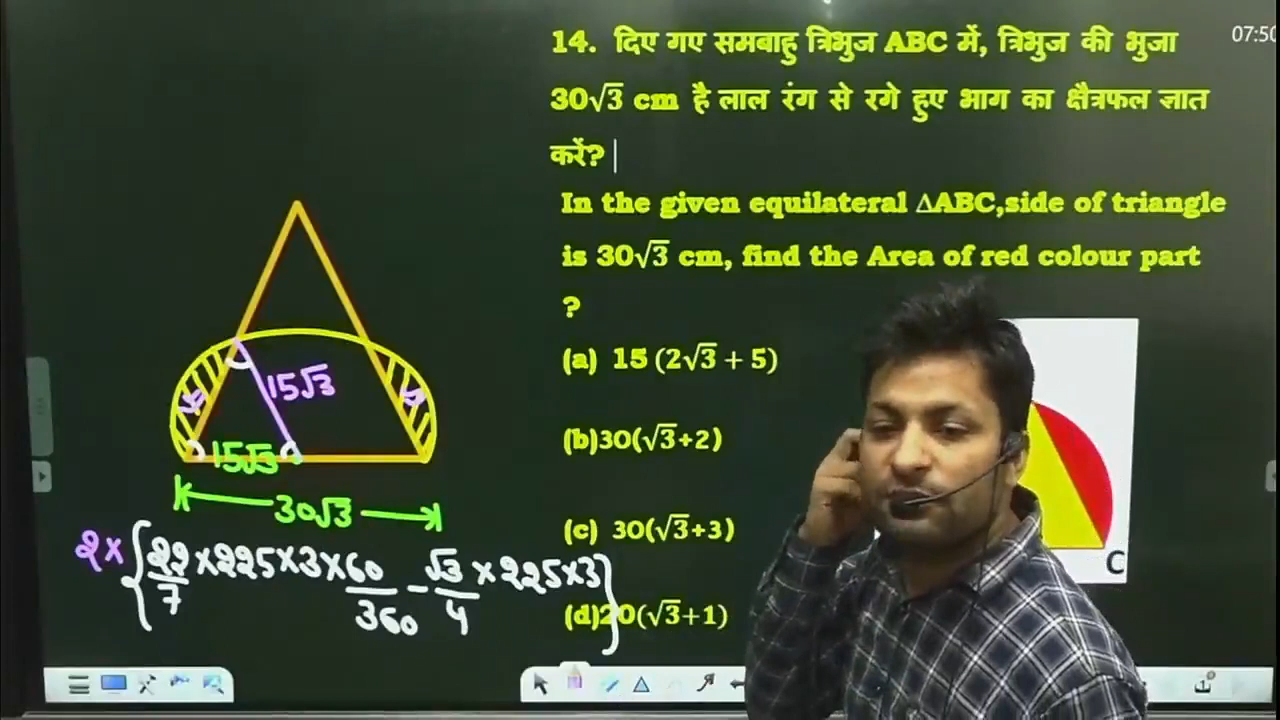 14. दिए गए समबाहु त्रिभुज ABC में, त्रिभुज की भुजा
30√3 cm है लाल रंग से रगे हुए भाग का क्षैत्रफल ज्ञात
करें?
In the given equilateral ∆ABC,side of triangle
is 30√3 cm, find the Area of red colour part
?
(a) 15 (2√3 + 5)
(b)30(√3+2)
(c) 30(√3+3)
(d)20(√3+1)
C
07:50
15√3
15√3
30√3
2×{22/7×225×3×60/360-√3/4×225×3}